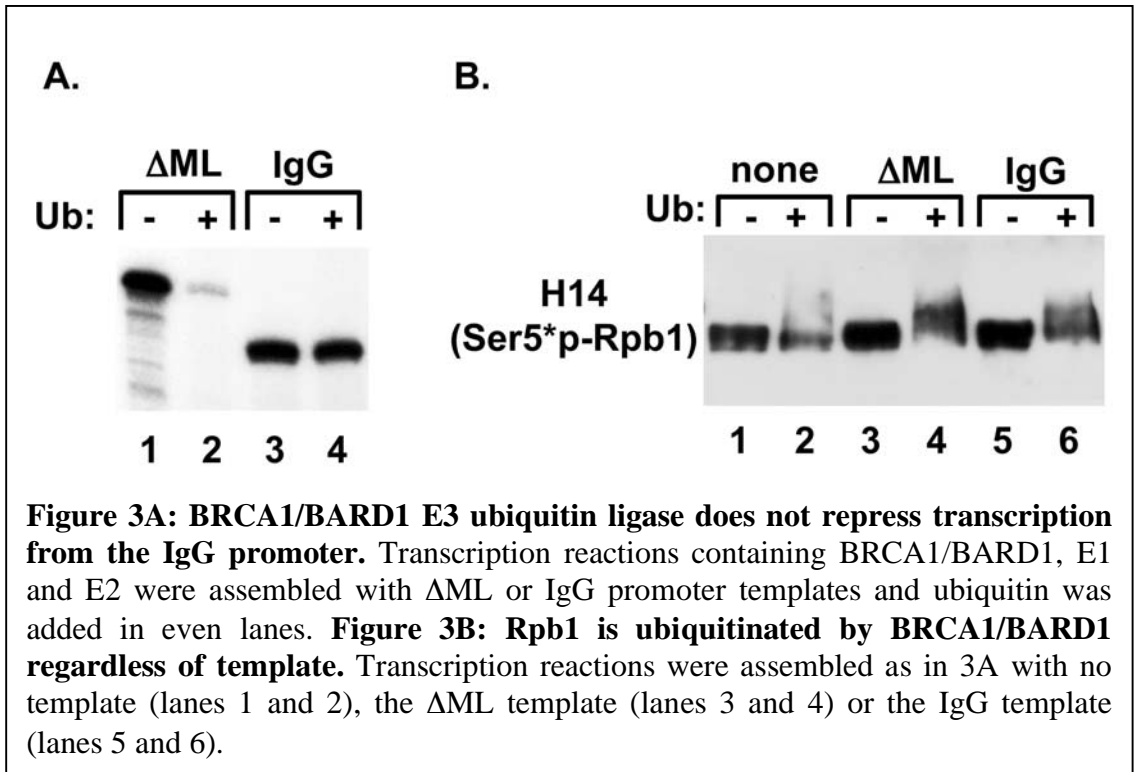 A.
ΔML IgG
Ub: - + - +
1 2 3 4
B.
none ΔML IgG
Ub: - + - + - +
H14
(Ser5*p-Rpb1)
1 2 3 4 5 6
Figure 3A: BRCA1/BARD1 E3 ubiquitin ligase does not repress transcription
from the IgG promoter. Transcription reactions containing BRCA1/BARD1, E1
and E2 were assembled with ΔML or IgG promoter templates and ubiquitin was
added in even lanes. Figure 3B: Rpb1 is ubiquitinated by BRCA1/BARD1
regardless of template. Transcription reactions were assembled as in 3A with no
template (lanes 1 and 2), the ΔML template (lanes 3 and 4) or the IgG template
(lanes 5 and 6).